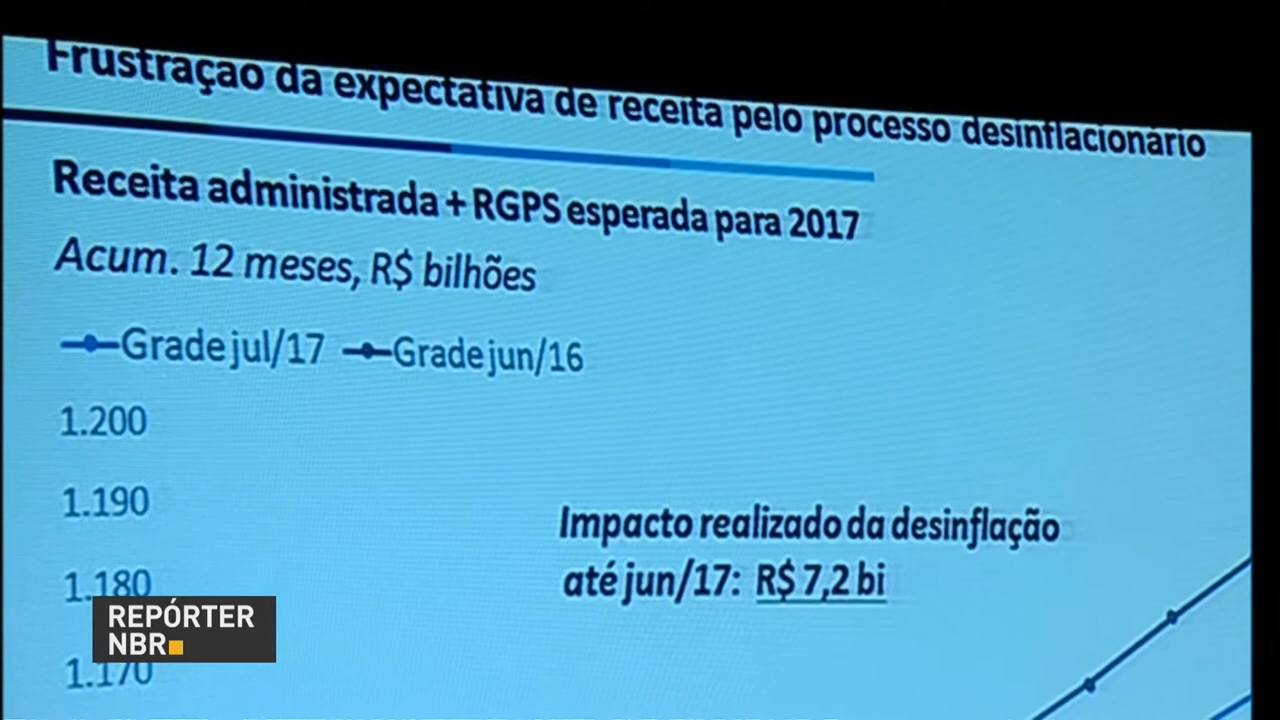 Frustração da expectativa de receita pelo processo desinflacionário
Receita administrada + RGPS esperada para 2017
Acum. 12 meses, R$ bilhões
Grade jul/17 Grade jun/16
1.200
1.190
Impacto realizado da desinflação
até jun/17: R$ 7,2 bi
1.180
1.170
REPÓRTER
NBR